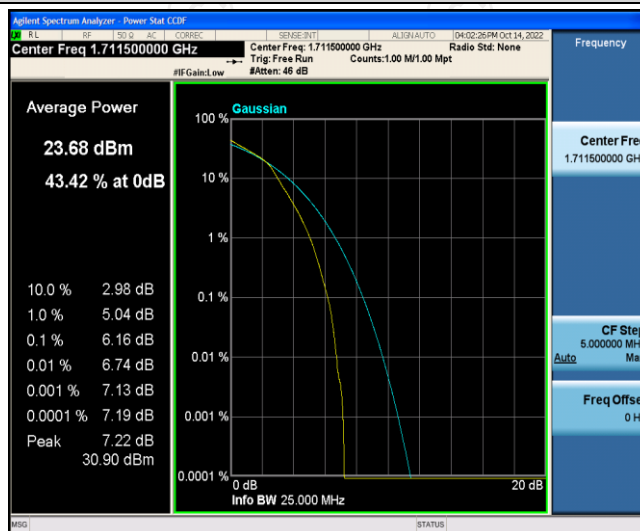 Agilent Spectrum Analyzer - Power Stat CCDF
RL RF 50 Ω AC CORREC SENSE:INT ALIGNAUTO 04:02:26PM Oct 14, 2022
Center Freq 1.711500000 GHz
Center Freq: 1.711500000 GHz Radio Std: None
Trig: Free Run Counts:1.00 M/1.00 Mpt
#IFGain:Low #Atten: 46 dB
Frequency
Average Power
23.68 dBm
43.42 % at 0dB
10.0 % 2.98 dB
1.0 % 5.04 dB
0.1 % 6.16 dB
0.01 % 6.74 dB
0.001 % 7.13 dB
0.0001 % 7.19 dB
Peak 7.22 dB
30.90 dBm
Gaussian
100 %
10 %
1 %
0.1 %
0.01 %
0.001 %
0.0001 %
0 dB 20 dB
Info BW 25.000 MHz
Center Fre
1.711500000 GH
CF Step
5.000000 MH
Auto Ma
Freq Offse
0 H
MSG STATUS